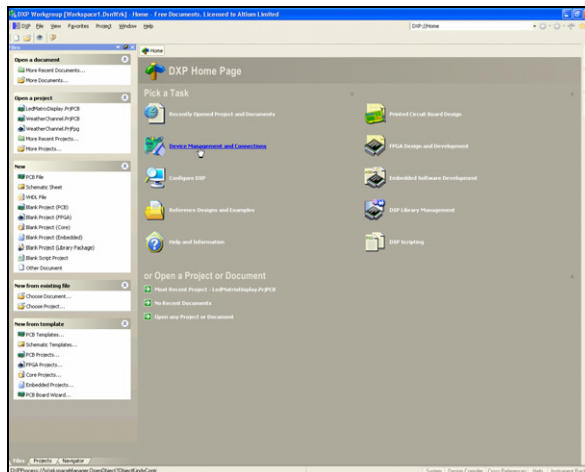 DXP Workgroup [Workspace1.DsnWrk] - Home - Free Documents. Licensed to Altium Limited
DXP File View Favorites Project Window Help
DXP://Home
Files
Home
Open a document
More Recent Documents...
More Documents...
Open a project
LedMatrixDisplay.PrjPCB
WeatherChannel.PrjPCB
WeatherChannel.PrjFpg
More Recent Projects...
More Projects...
New
PCB File
Schematic Sheet
VHDL File
Blank Project (PCB)
Blank Project (FPGA)
Blank Project (Core)
Blank Project (Embedded)
Blank Project (Library Package)
Blank Script Project
Other Document
New from existing file
Choose Document...
Choose Project...
New from template
PCB Templates...
Schematic Templates...
PCB Projects...
FPGA Projects...
Core Projects...
Embedded Projects...
PCB Board Wizard...
DXP Home Page
Pick a Task
Recently Opened Project and Documents
Printed Circuit Board Design
Device Management and Connections
FPGA Design and Development
Configure DXP
Embedded Software Development
Reference Designs and Examples
DXP Library Management
Help and Information
DXP Scripting
or Open a Project or Document
Most Recent Project - LedMatrixDisplay.PrjPCB
No Recent Documents
Open any Project or Document
Files Projects Navigator
System Design Compiler Help Instrument